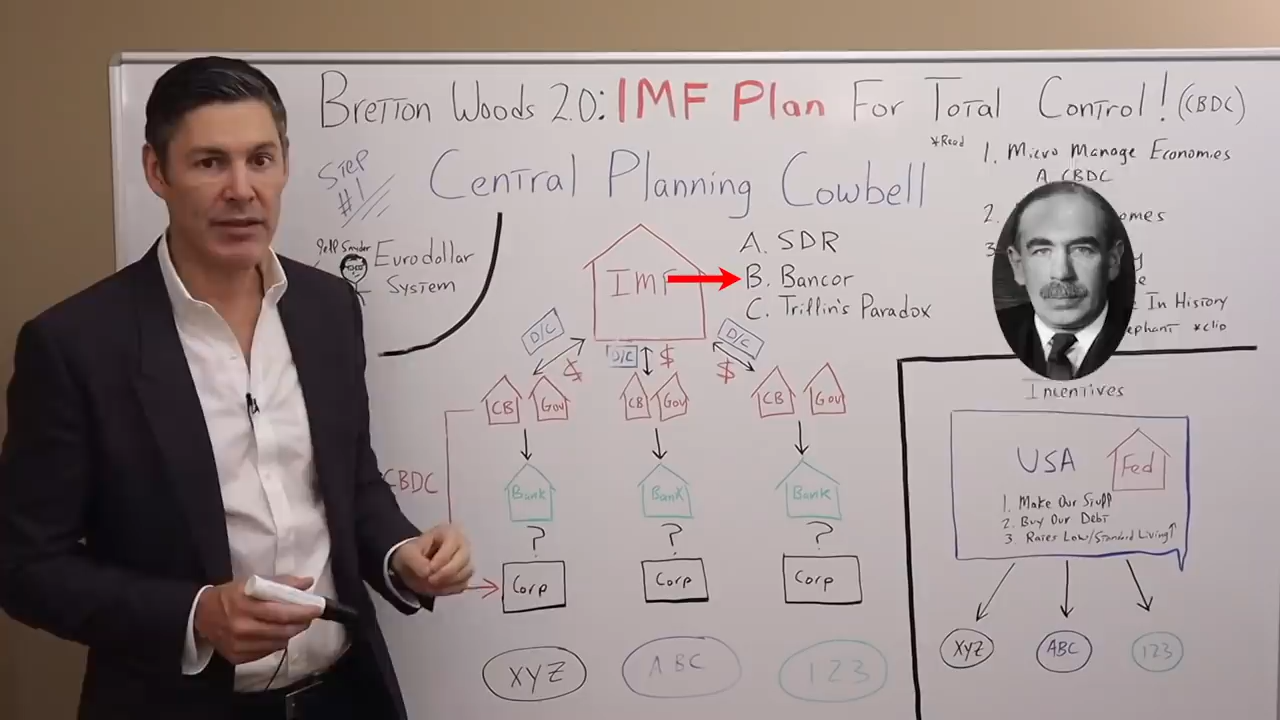 BRETTON WOODS 2.0: IMF PLAN FOR TOTAL CONTROL! (CBDC)
*Read
1. Micro Manage Economies
A. CBDC
STEP #1
CENTRAL PLANNING COWBELL
2.
omes
3
Jeff Snyder
Eurodollar
System
IMF
A. SDR
B. Bancor
C. Triffin's Paradox
In History
ephant *clip
D/C
D/C
D/C
$
$
$
CB
Gov
CB
Gov
CB
Gov
CBDC
Bank
Bank
Bank
?
?
?
Corp
Corp
Corp
XYZ
ABC
123
Incentives
USA
Fed
1. Make Our Stuff
2. Buy Our Debt
3. Rates Low/Standard Living↑
XYZ
ABC
123